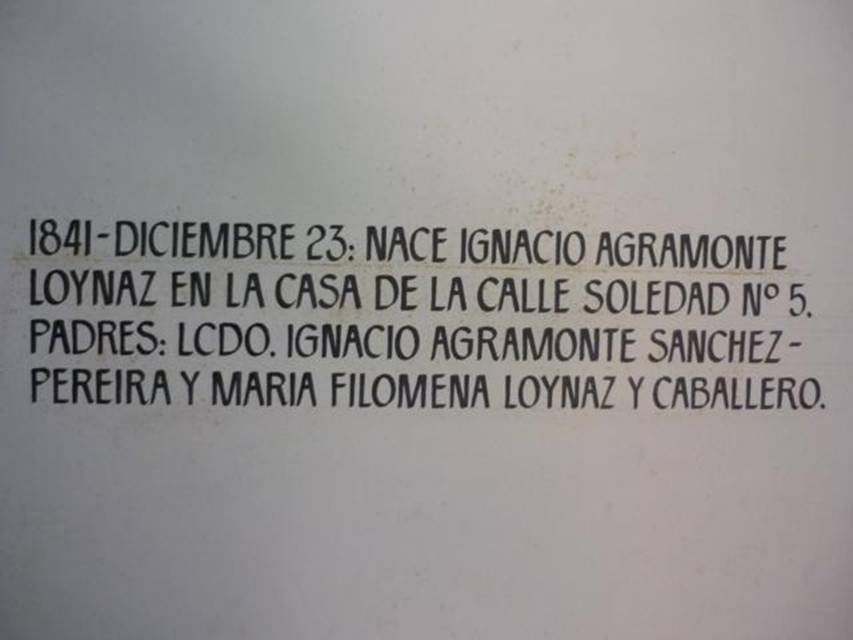 1841-DICIEMBRE 23: NACE IGNACIO AGRAMONTE
LOYNAZ EN LA CASA DE LA CALLE SOLEDAD Nº 5.
PADRES: LCDO. IGNACIO AGRAMONTE SANCHEZ-
PEREIRA Y MARIA FILOMENA LOYNAZ Y CABALLERO.